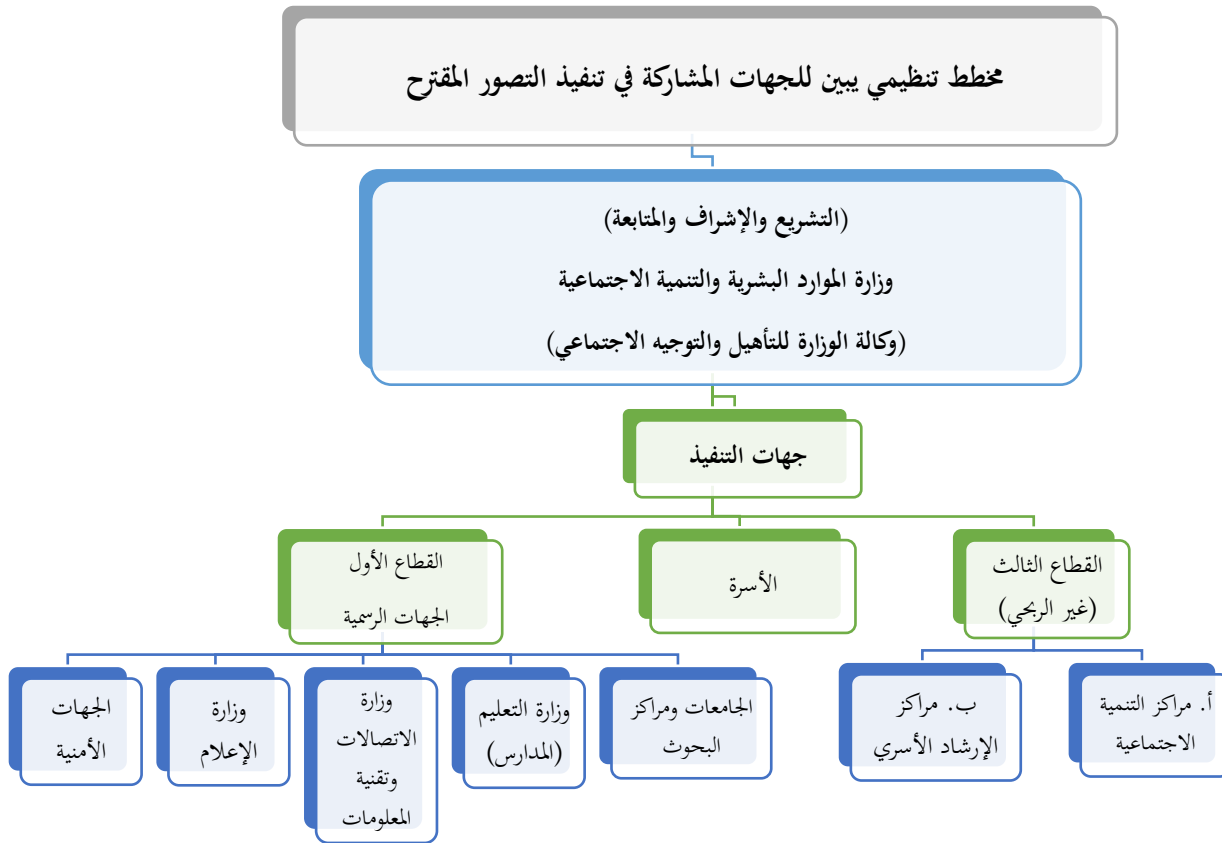 مخطط تنظيمي يبين للجهات المشاركة في تنفيذ التصور المقترح
(التشريع والإشراف والمتابعة)
وزارة الموارد البشرية والتنمية الاجتماعية
(وكالة الوزارة للتأهيل والتوجيه الاجتماعي)
جهات التنفيذ
القطاع الثالث
(غير الربحي)
الأسرة
القطاع الأول
الجهات الرسمية
أ. مراكز التنمية
الاجتماعية
ب. مراكز
الإرشاد الأسري
الجامعات ومراكز
البحوث
وزارة التعليم
(المدارس)
وزارة
الاتصالات
وتقنية
المعلومات
وزارة
الإعلام
الجهات
الأمنية